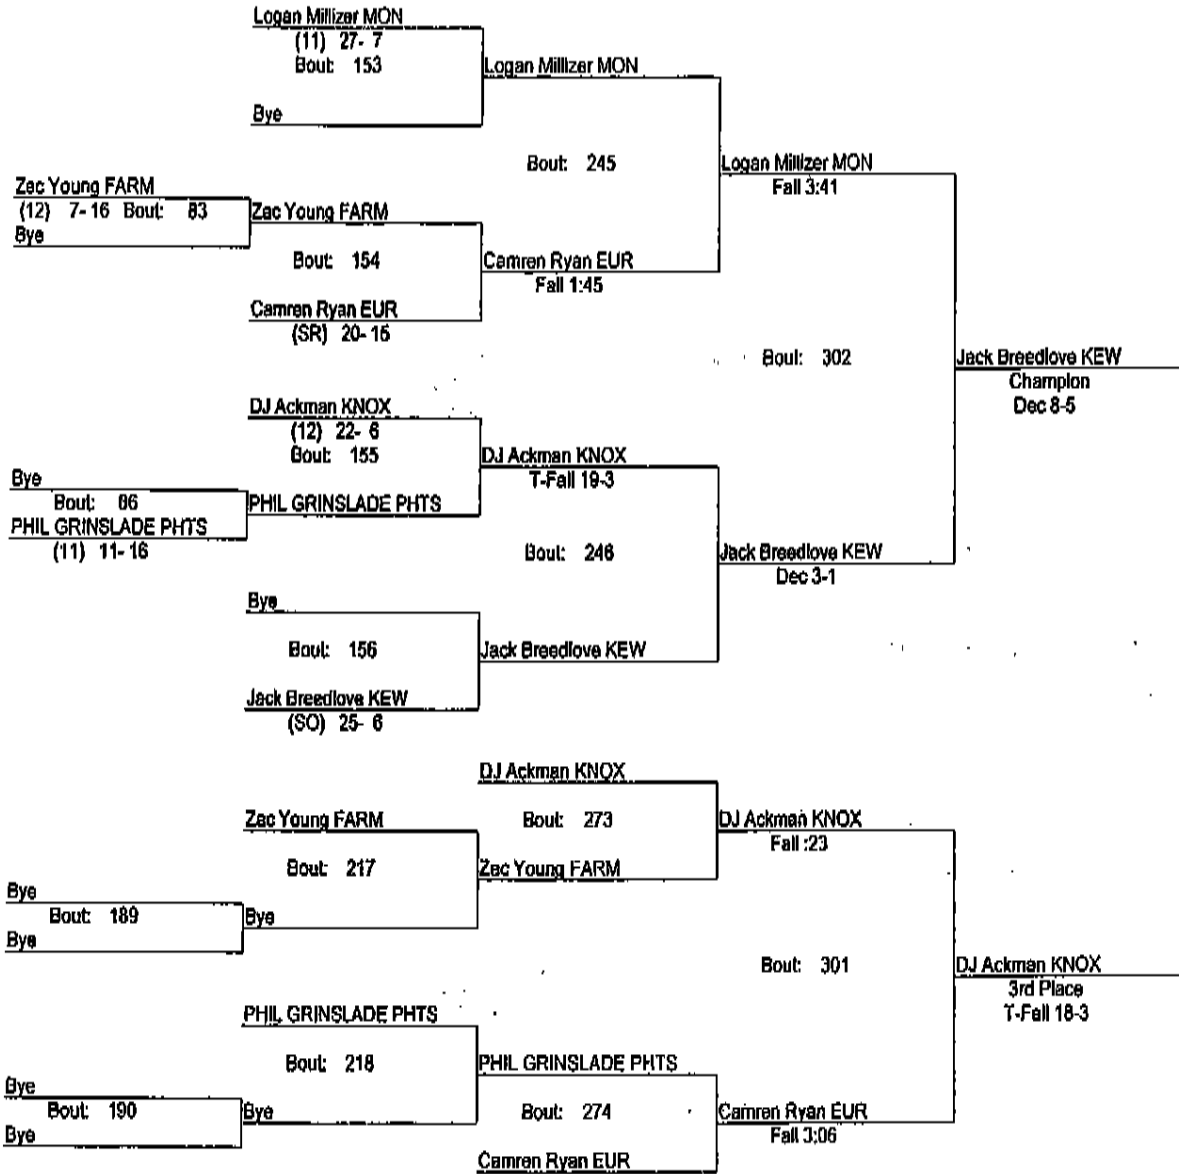 Logan Millizer MON
(11) 27- 7
Bout: 153
Logan Millizer MON
Bye
Bout: 245
Logan Millizer MON
Fall 3:41
Zac Young FARM
(12) 7- 16 Bout: 83
Bye
Zac Young FARM
Bout: 154
Camren Ryan EUR
Fall 1:45
Camren Ryan EUR
(SR) 20- 15
Bout: 302
Jack Breedlove KEW
Champion
Dec 8-5
DJ Ackman KNOX
(12) 22- 6
Bout: 155
DJ Ackman KNOX
T-Fall 19-3
Bye
Bout: 86
PHIL GRINSLADE PHTS
PHIL GRINSLADE PHTS
(11) 11- 16
Bout: 246
Jack Breedlove KEW
Dec 3-1
Bye
Bout: 156
Jack Breedlove KEW
Jack Breedlove KEW
(SO) 25- 6
DJ Ackman KNOX
Zac Young FARM
Bout: 273
DJ Ackman KNOX
Fall :23
Bout: 217
Zac Young FARM
Bye
Bout: 189
Bye
Bye
Bout: 301
DJ Ackman KNOX
3rd Place
T-Fall 18-3
PHIL GRINSLADE PHTS
Bout: 218
PHIL GRINSLADE PHTS
Bye
Bout: 190
Bye
Bye
Bout: 274
Camren Ryan EUR
Fall 3:06
Camren Ryan EUR